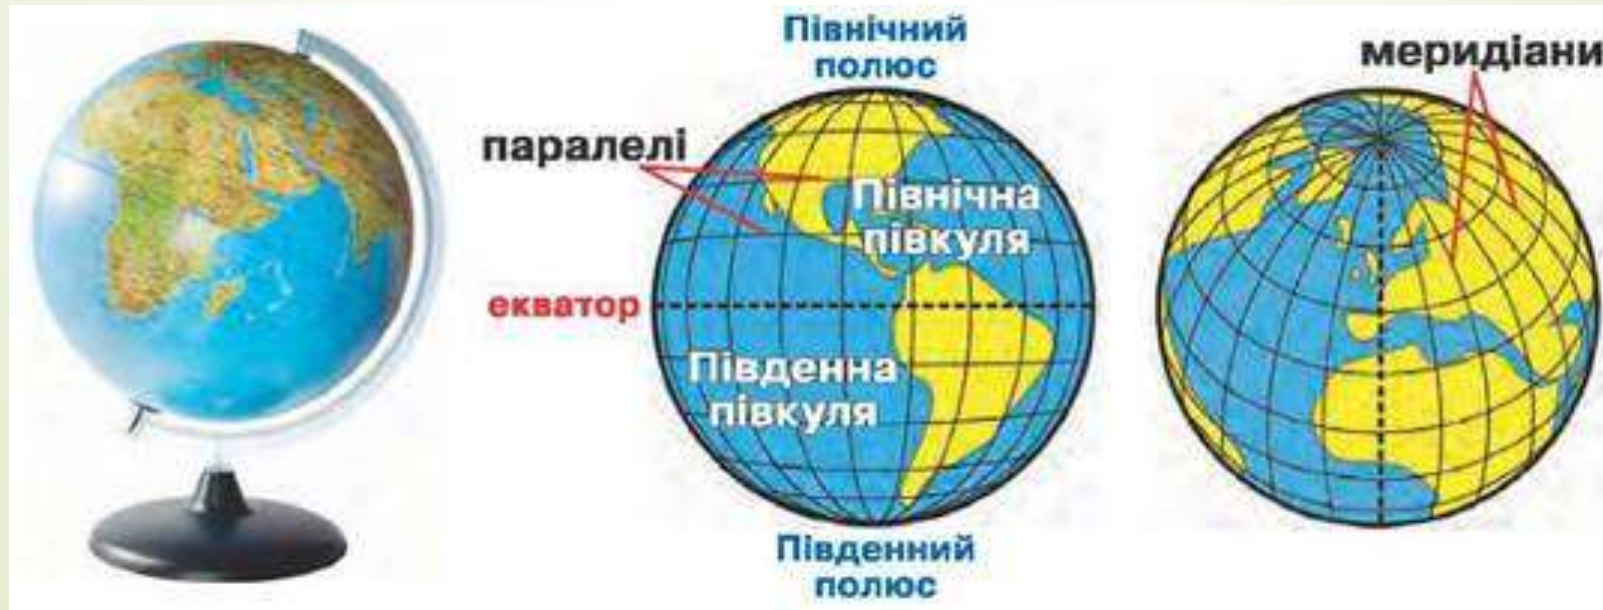 Північний
полюс
паралелі
Північна
півкуля
екватор
Південна
півкуля
Південний
полюс
меридіани